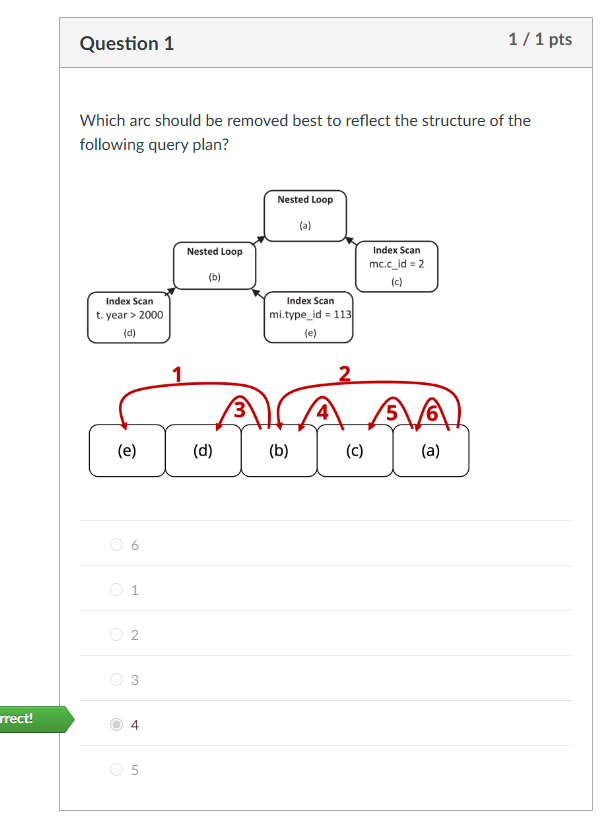 Question 1
1 / 1 pts
Which arc should be removed best to reflect the structure of the
following query plan?
Nested Loop
(a)
Nested Loop
(b)
Index Scan
mc.c_id = 2
(c)
Index Scan
t. year > 2000
(d)
Index Scan
mi.type_id = 113
(e)
1
2
3
4
5
6
(e)
(d)
(b)
(c)
(a)
6
1
2
3
rrect!
4
5